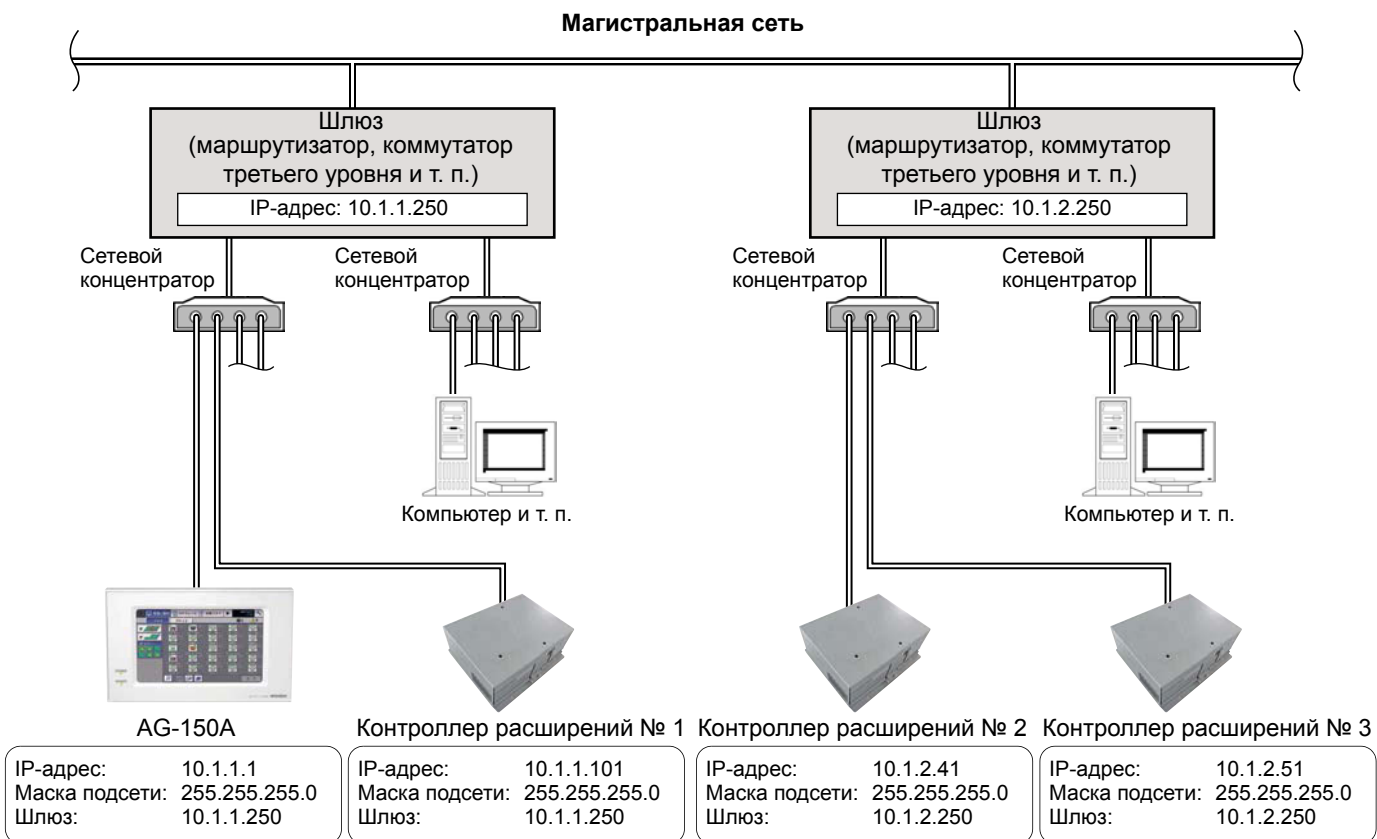 Магистральная сеть
Шлюз
(маршрутизатор, коммутатор
третьего уровня и т. п.)
IP-адрес: 10.1.1.250
Шлюз
(маршрутизатор, коммутатор
третьего уровня и т. п.)
IP-адрес: 10.1.2.250
Сетевой
концентратор
Сетевой
концентратор
Сетевой
концентратор
Сетевой
концентратор
Компьютер и т. п.
Компьютер и т. п.
AG-150A
IP-адрес: 10.1.1.1
Маска подсети: 255.255.255.0
Шлюз: 10.1.1.250
Контроллер расширений № 1
IP-адрес: 10.1.1.101
Маска подсети: 255.255.255.0
Шлюз: 10.1.1.250
Контроллер расширений № 2
IP-адрес: 10.1.2.41
Маска подсети: 255.255.255.0
Шлюз: 10.1.2.250
Контроллер расширений № 3
IP-адрес: 10.1.2.51
Маска подсети: 255.255.255.0
Шлюз: 10.1.2.250